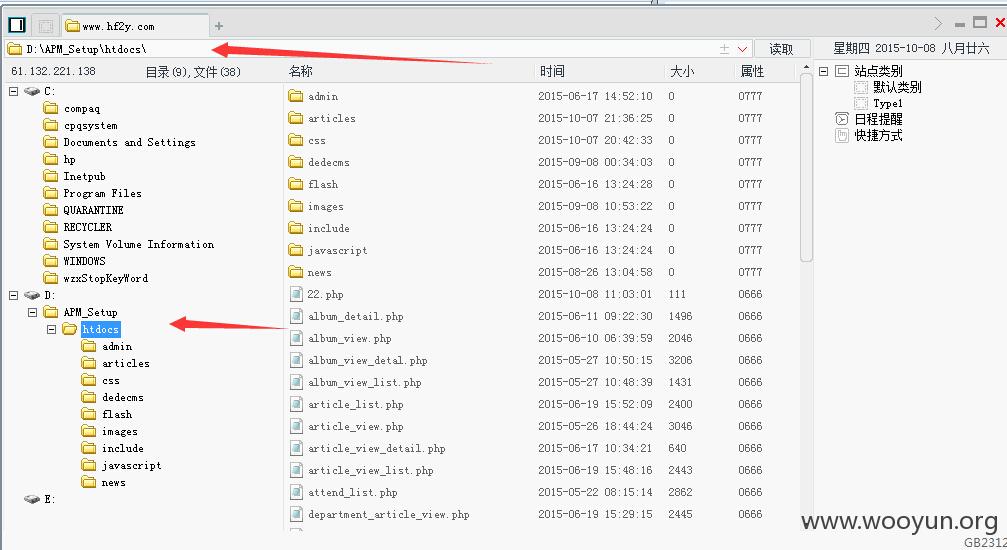 www.hf2y.com
D:\APM_Setup\htdocs\
读取
星期四 2015-10-08 八月廿六
61.132.221.138
目录(9),文件(38)
名称 时间 大小 属性
C:
compaq
cpqsystem
Documents and Settings
hp
Inetpub
Program Files
QUARANTINE
RECYCLER
System Volume Information
WINDOWS
wzxStopKeyWord
D:
APM_Setup
htdocs
admin
articles
css
dedecms
flash
images
include
javascript
news
E:
admin 2015-06-17 14:52:10 0 0777
articles 2015-10-07 21:36:25 0 0777
css 2015-10-07 20:42:33 0 0777
dedecms 2015-09-08 00:34:03 0 0777
flash 2015-06-16 13:24:28 0 0777
images 2015-09-08 10:53:22 0 0777
include 2015-06-16 13:24:24 0 0777
javascript 2015-06-16 13:24:24 0 0777
news 2015-08-26 13:04:58 0 0777
22.php 2015-10-08 11:03:01 111 0666
album_detail.php 2015-06-11 09:22:30 1496 0666
album_view.php 2015-06-10 06:39:59 2046 0666
album_view_detal.php 2015-05-27 10:50:15 3206 0666
album_view_list.php 2015-05-27 10:48:39 1431 0666
article_list.php 2015-06-19 15:52:09 2400 0666
article_view.php 2015-05-26 18:44:24 3046 0666
article_view_detail.php 2015-06-17 10:34:21 640 0666
article_view_list.php 2015-06-19 15:48:16 2443 0666
attend_list.php 2015-05-22 08:15:14 2862 0666
department_article_view.php 2015-06-19 15:29:15 2445 0666
站点类别
默认类别
Type1
日程提醒
快捷方式
www.wooyun.org
GB2312